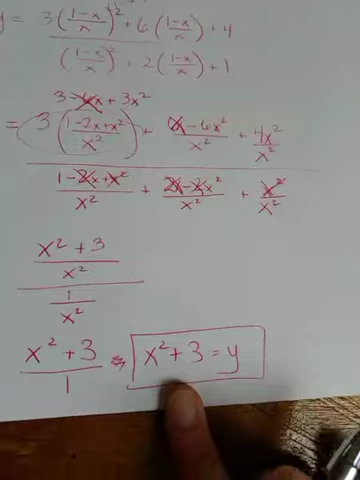 y = 3((1-x)/x)² + 6((1-x)/x) + 4
((1-x)/x)² + 2((1-x)/x) + 1
3 - 6x + 3x²
= 3((1-2x+x²)/x²) + (6x-6x²)/x² + 4x²/x²
(1-2x+x²)/x² + (2x-2x²)/x² + x²/x²
x² + 3
x²
1
x²
x² + 3 ⇒ x² + 3 = y
1